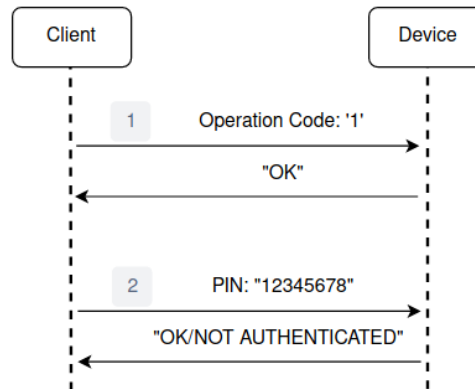 Client
Device
1
Operation Code: '1'
"OK"
2
PIN: "12345678"
"OK/NOT AUTHENTICATED"